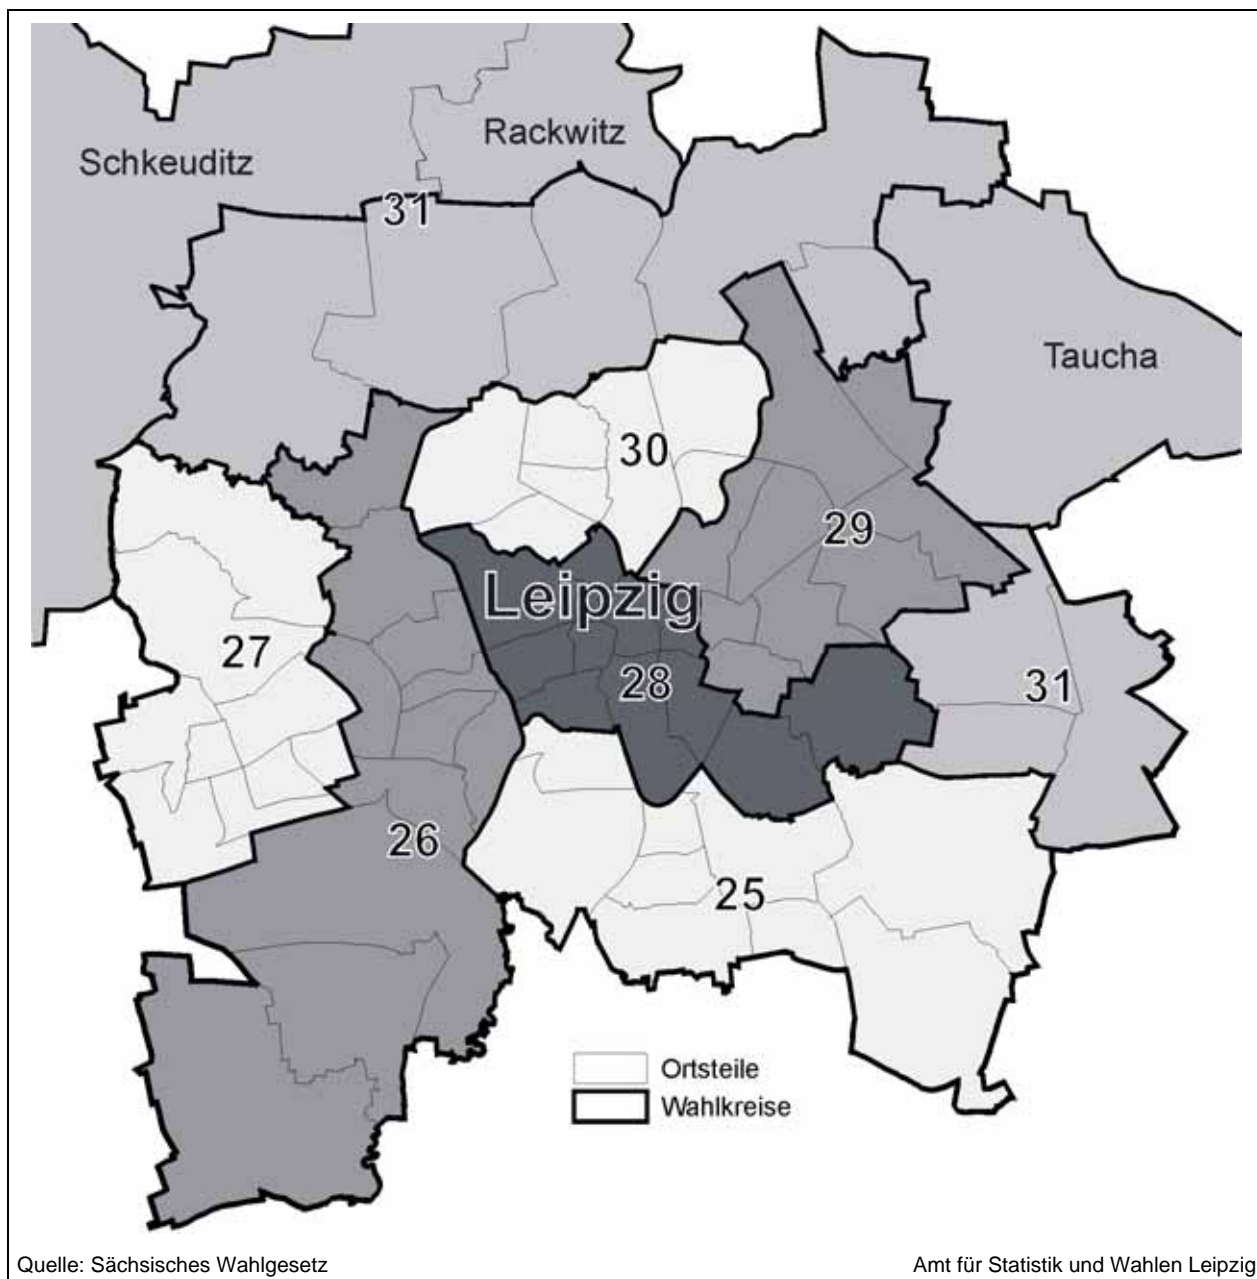 Rackwitz
Schkeuditz
31
Taucha
30
29
Leipzig
27
28
31
26
25
Ortsteile
Wahlkreise
Quelle: Sächsisches Wahlgesetz
Amt für Statistik und Wahlen Leipzig